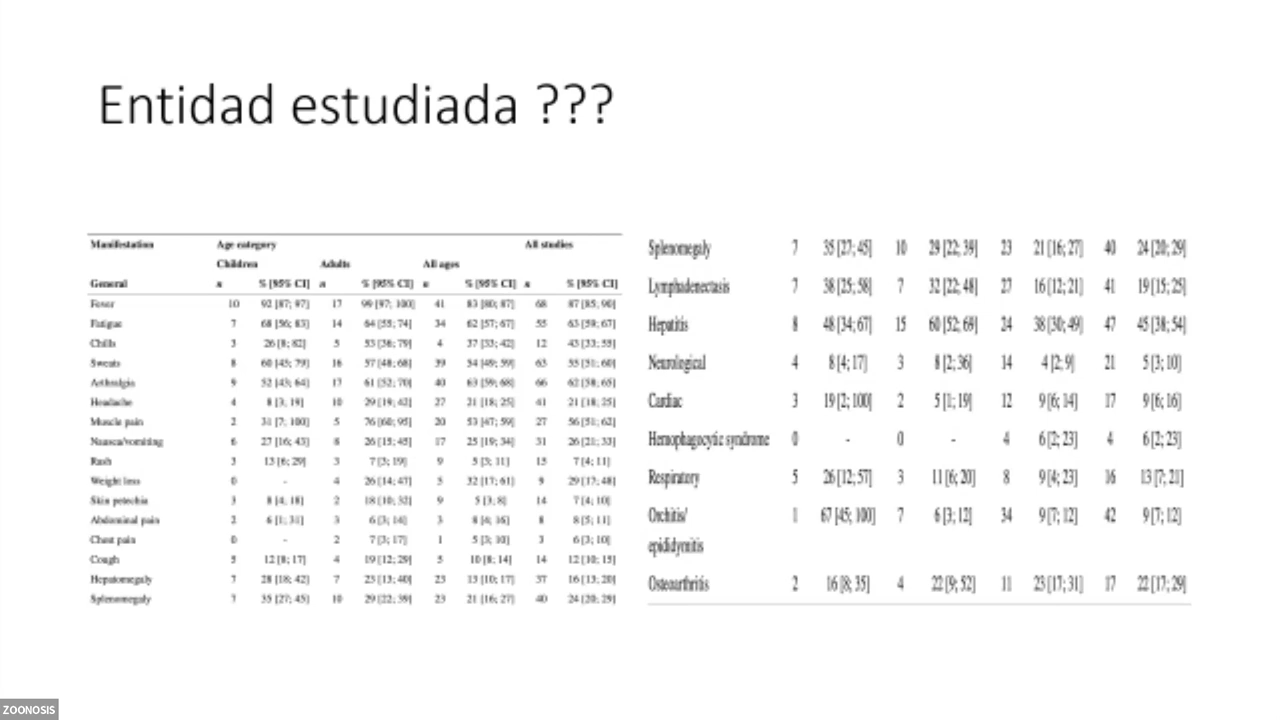 Entidad estudiada ???
Manifestation Age category All studies
Children Adults All ages
General n % [95% CI] n % [95% CI] n % [95% CI] n % [95% CI]
Fever 10 92 [87; 97] 17 99 [97; 100] 41 83 [80; 87] 68 87 [85; 90]
Fatigue 7 68 [56; 83] 14 64 [55; 74] 34 62 [57; 67] 55 63 [59; 67]
Chills 3 26 [8; 82] 5 53 [36; 79] 4 37 [33; 42] 12 43 [33; 55]
Sweats 8 60 [45; 79] 16 57 [48; 68] 39 54 [49; 59] 63 55 [51; 60]
Arthralgia 9 52 [43; 64] 17 61 [52; 70] 40 63 [59; 68] 66 62 [58; 65]
Headache 4 8 [3; 19] 10 29 [19; 42] 27 21 [18; 25] 41 21 [18; 25]
Muscle pain 2 31 [7; 100] 5 76 [60; 95] 20 53 [47; 59] 27 56 [51; 62]
Nausea/vomiting 6 27 [16; 43] 8 26 [15; 45] 17 25 [19; 34] 31 26 [21; 33]
Rash 3 13 [6; 29] 3 7 [3; 19] 9 5 [3; 11] 15 7 [4; 11]
Weight loss 0 - 4 26 [14; 47] 5 32 [17; 61] 9 29 [17; 48]
Skin petechia 3 8 [4; 18] 2 18 [10; 32] 9 5 [3; 8] 14 7 [4; 10]
Abdominal pain 2 6 [1; 31] 3 6 [3; 14] 3 8 [4; 16] 8 8 [5; 11]
Chest pain 0 - 2 7 [3; 17] 1 5 [3; 10] 3 6 [3; 10]
Cough 5 12 [8; 17] 4 19 [12; 29] 5 10 [8; 14] 14 12 [10; 15]
Hepatomegaly 7 28 [18; 42] 7 23 [13; 40] 23 13 [10; 17] 37 16 [13; 20]
Splenomegaly 7 35 [27; 45] 10 29 [22; 39] 23 21 [16; 27] 40 24 [20; 29]
Splenomegaly 7 35 [27; 45] 10 29 [22; 39] 23 21 [16; 27] 40 24 [20; 29]
Lymphadenectasis 7 38 [25; 58] 7 32 [22; 48] 27 16 [12; 21] 41 19 [15; 25]
Hepatitis 8 48 [34; 67] 15 60 [52; 69] 24 38 [30; 49] 47 45 [38; 54]
Neurological 4 8 [4; 17] 3 8 [2; 36] 14 4 [2; 9] 21 5 [3; 10]
Cardiac 3 19 [2; 100] 2 5 [1; 19] 12 9 [6; 14] 17 9 [6; 16]
Hemophagocytic syndrome 0 - 0 - 4 6 [2; 23] 4 6 [2; 23]
Respiratory 5 26 [12; 57] 3 11 [6; 20] 8 9 [4; 23] 16 13 [7; 21]
Orchitis/ 1 67 [45; 100] 7 6 [3; 12] 34 9 [7; 12] 42 9 [7; 12]
epididymitis
Osteoarthritis 2 16 [8; 35] 4 22 [9; 52] 11 23 [17; 31] 17 22 [17; 29]
ZOONOSIS